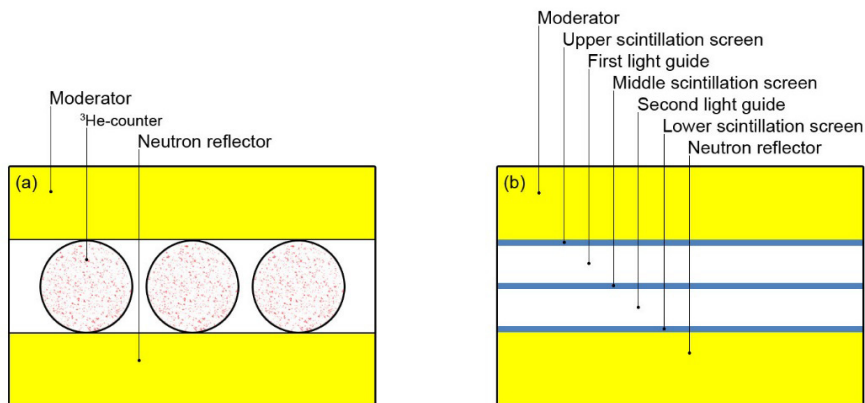 (a)
Moderator
³He-counter
Neutron reflector
(b)
Moderator
Upper scintillation screen
First light guide
Middle scintillation screen
Second light guide
Lower scintillation screen
Neutron reflector